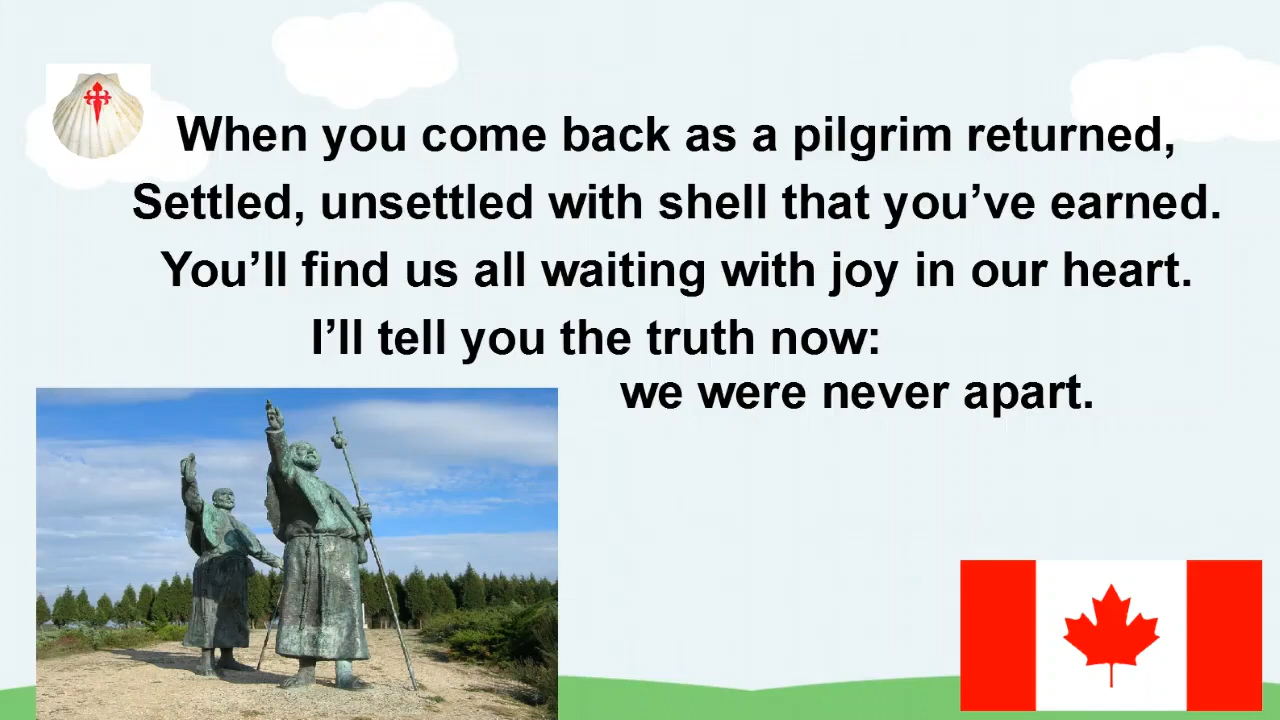 When you come back as a pilgrim returned,
Settled, unsettled with shell that you’ve earned.
You’ll find us all waiting with joy in our heart.
I’ll tell you the truth now:
we were never apart.